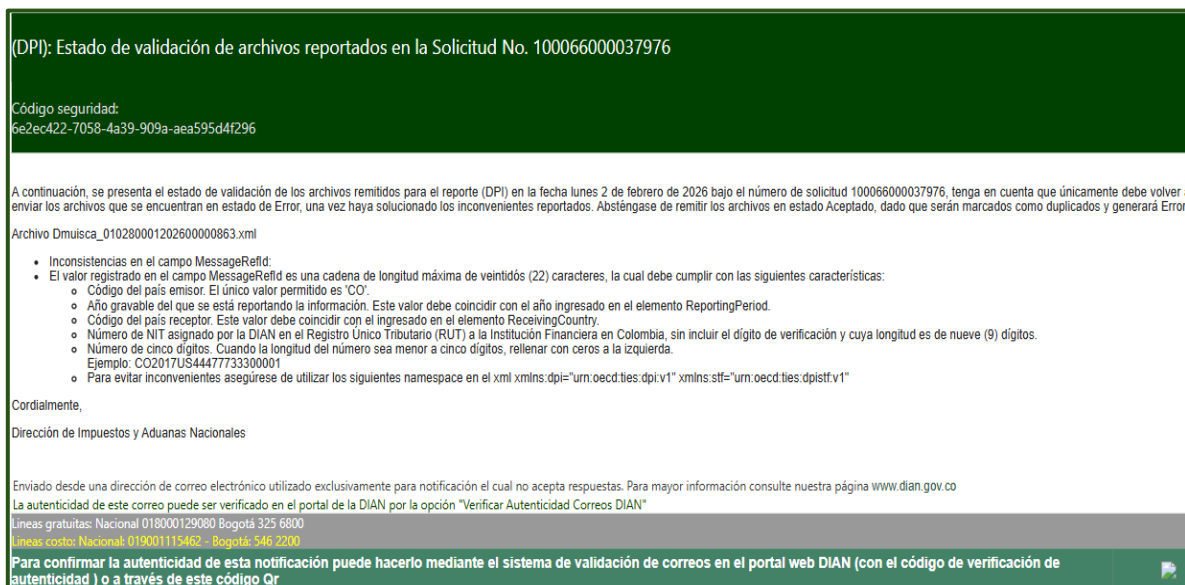 (DPI): Estado de validación de archivos reportados en la Solicitud No. 100066000037976
Código seguridad:
6e2ec422-7058-4a39-909a-aea595d4f296
A continuación, se presenta el estado de validación de los archivos remitidos para el reporte (DPI) en la fecha lunes 2 de febrero de 2026 bajo el número de solicitud 100066000037976, tenga en cuenta que únicamente debe volver a
enviar los archivos que se encuentran en estado de Error, una vez haya solucionado los inconvenientes reportados. Absténgase de remitir los archivos en estado Aceptado, dado que serán marcados como duplicados y generará Error
Archivo Dmuisca_010280001202600000863.xml
• Inconsistencias en el campo MessageRefId:
• El valor registrado en el campo MessageRefId es una cadena de longitud máxima de veintidós (22) caracteres, la cual debe cumplir con las siguientes características:
o Código del país emisor. El único valor permitido es 'CO'.
o Año gravable del que se está reportando la información. Este valor debe coincidir con el año ingresado en el elemento ReportingPeriod.
o Código del país receptor. Este valor debe coincidir con el ingresado en el elemento ReceivingCountry.
o Número de NIT asignado por la DIAN en el Registro Único Tributario (RUT) a la Institución Financiera en Colombia, sin incluir el dígito de verificación y cuya longitud es de nueve (9) dígitos.
o Número de cinco dígitos. Cuando la longitud del número sea menor a cinco dígitos, rellenar con ceros a la izquierda.
Ejemplo: CO2017US44477733300001
o Para evitar inconvenientes asegúrese de utilizar los siguientes namespace en el xml xmlns:dpi="urn:oecd:ties:dpi:v1" xmlns:stf="urn:oecd:ties:dpistf:v1"
Cordialmente,
Dirección de Impuestos y Aduanas Nacionales
Enviado desde una dirección de correo electrónico utilizado exclusivamente para notificación el cual no acepta respuestas. Para mayor información consulte nuestra página www.dian.gov.co
La autenticidad de este correo puede ser verificado en el portal de la DIAN por la opción "Verificar Autenticidad Correos DIAN"
Lineas gratuitas: Nacional 018000129080 Bogotá 325 6800
Lineas costo: Nacional: 019001115462 - Bogotá: 546 2200
Para confirmar la autenticidad de esta notificación puede hacerlo mediante el sistema de validación de correos en el portal web DIAN (con el código de verificación de
autenticidad ) o a través de este código Qr